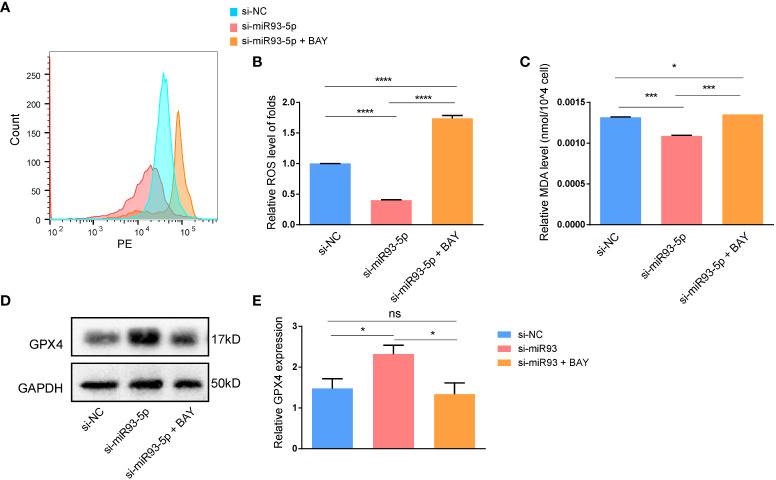 A
si-NC
si-miR93-5p
si-miR93-5p + BAY
Count
250
200
150
100
50
0
10^2
10^3
10^4
10^5
PE
B
Relative ROS level of folds
2.0
1.5
1.0
0.5
0.0
****
****
****
si-NC
si-miR93-5p
si-miR93-5p + BAY
C
Relative MDA level (nmol/10^4 cell)
0.0015
0.0010
0.0005
0.0000
*
***
***
si-NC
si-miR93-5p
si-miR93-5p + BAY
D
GPX4
17kD
GAPDH
50kD
si-NC
si-miR93-5p
si-miR93-5p + BAY
E
Relative GPX4 expression
3
2
1
0
ns
*
*
si-NC
si-miR93
si-miR93 + BAY